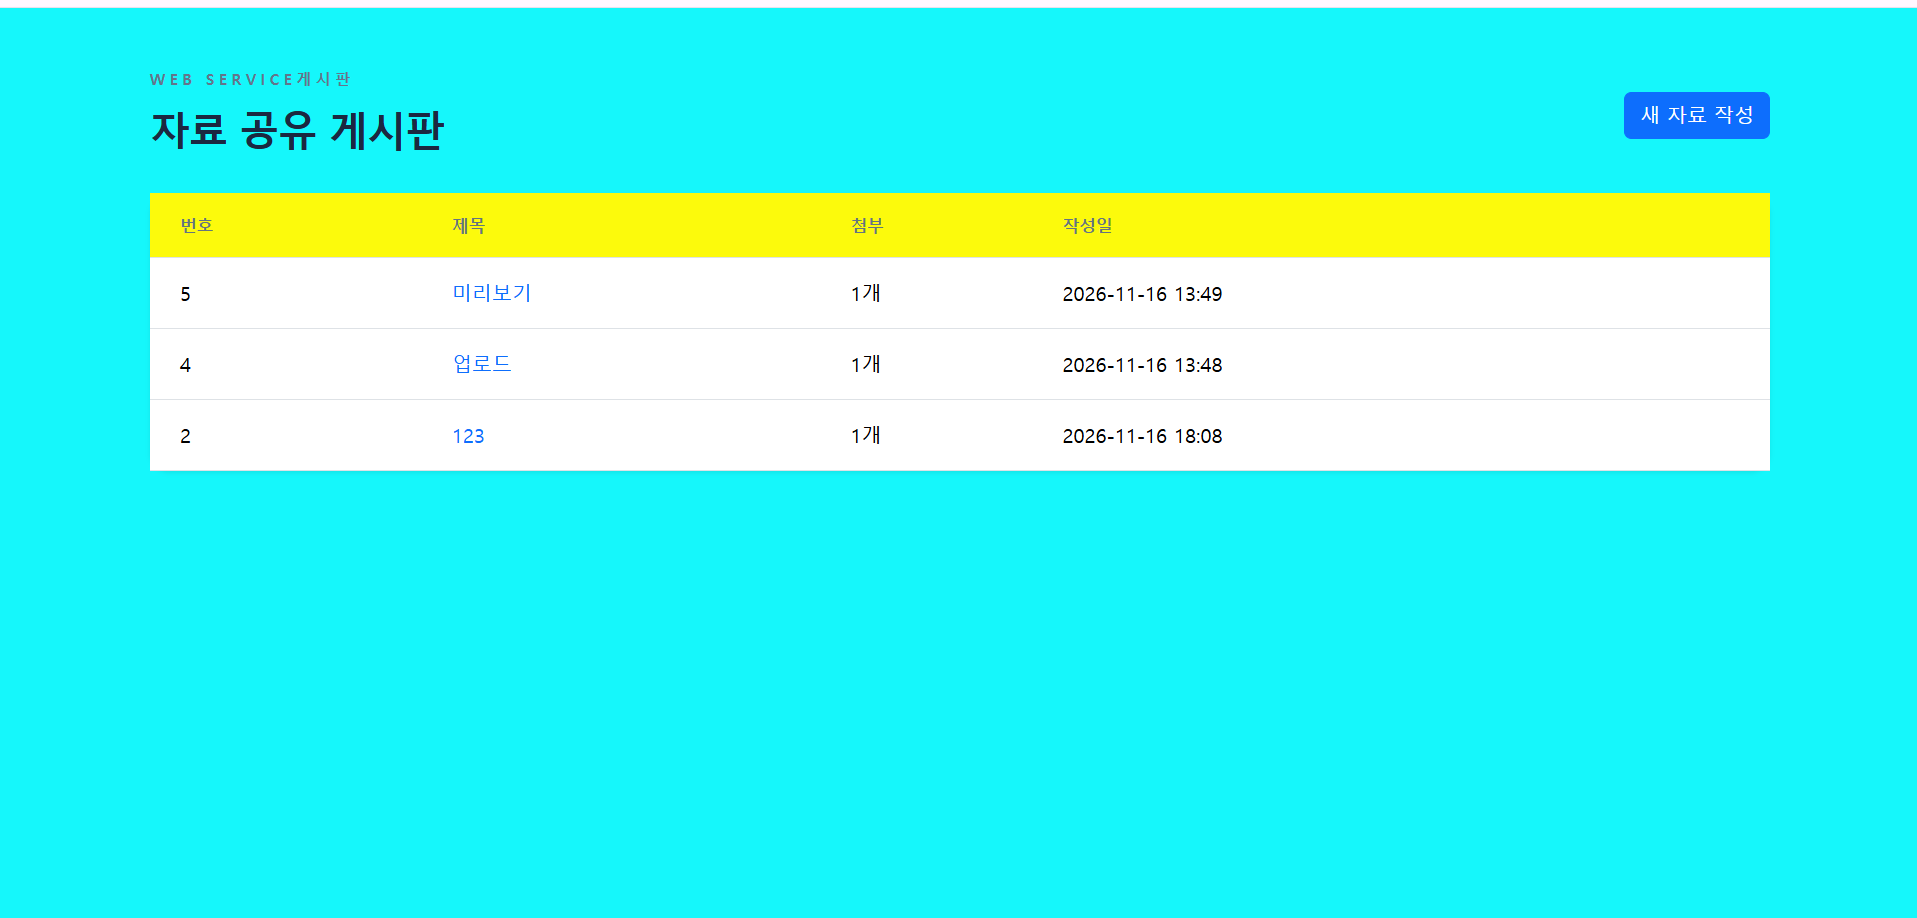 WEB SERVICE게시판
자료 공유 게시판
새 자료 작성
번호 제목 첨부 작성일
5 미리보기 1개 2026-11-16 13:49
4 업로드 1개 2026-11-16 13:48
2 123 1개 2026-11-16 18:08